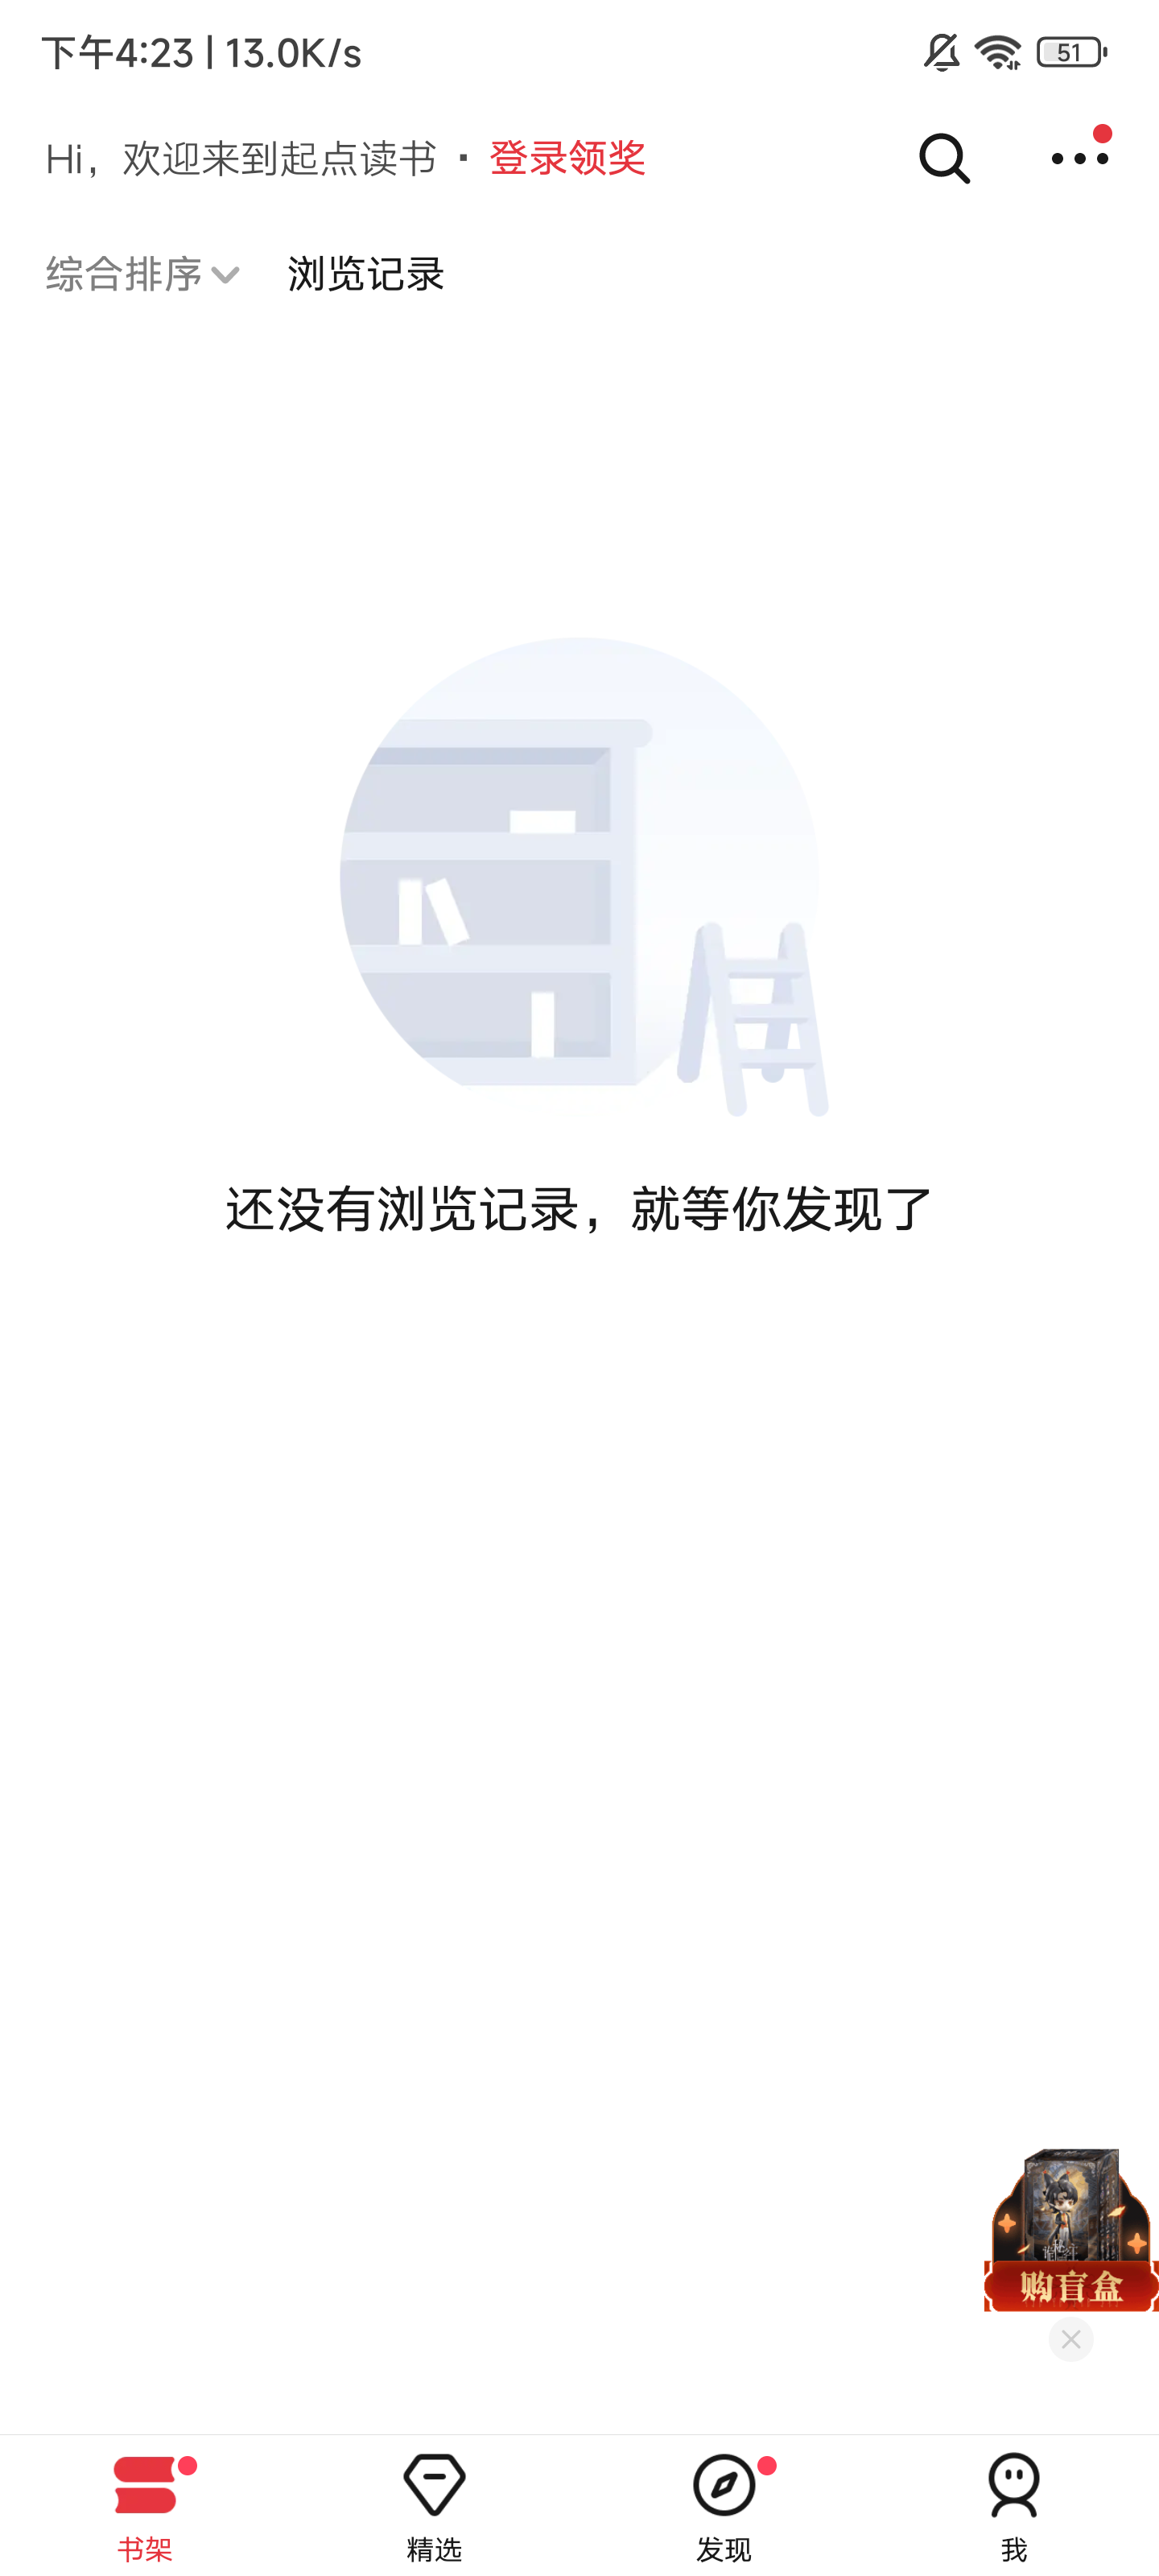 下午4:23 | 13.0K/s
51
Hi，欢迎来到起点读书 · 登录领奖
综合排序 浏览记录
还没有浏览记录，就等你发现了
购盲盒
书架 精选 发现 我